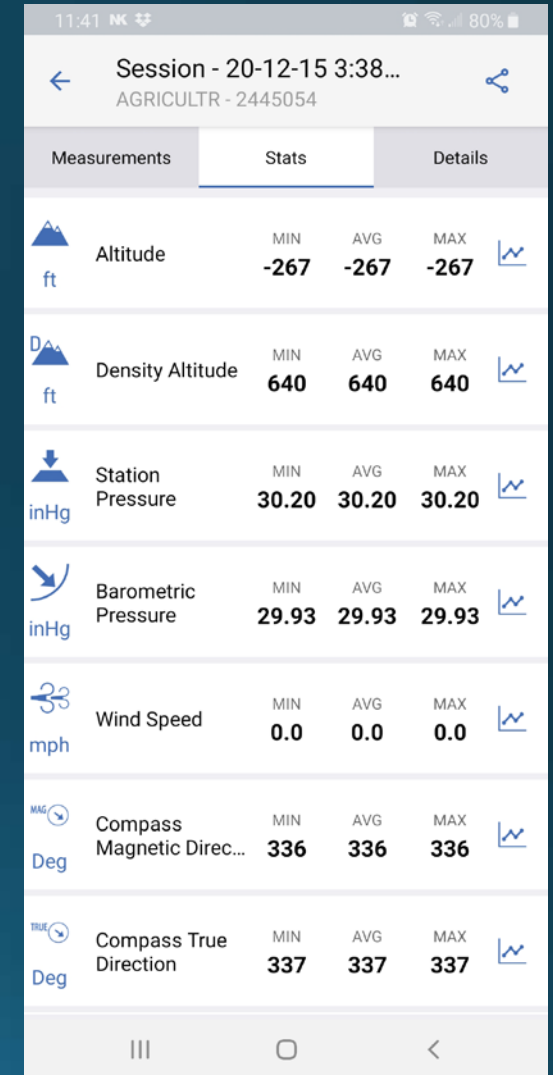 11:41 NK 80%
Session - 20-12-15 3:38...
AGRICULTR - 2445054
Measurements Stats Details
Altitude
ft
MIN AVG MAX
-267 -267 -267
D
Density Altitude
ft
MIN AVG MAX
640 640 640
Station
Pressure
inHg
MIN AVG MAX
30.20 30.20 30.20
Barometric
Pressure
inHg
MIN AVG MAX
29.93 29.93 29.93
Wind Speed
mph
MIN AVG MAX
0.0 0.0 0.0
MAG
Compass
Magnetic Direc...
Deg
MIN AVG MAX
336 336 336
TRUE
Compass True
Direction
Deg
MIN AVG MAX
337 337 337